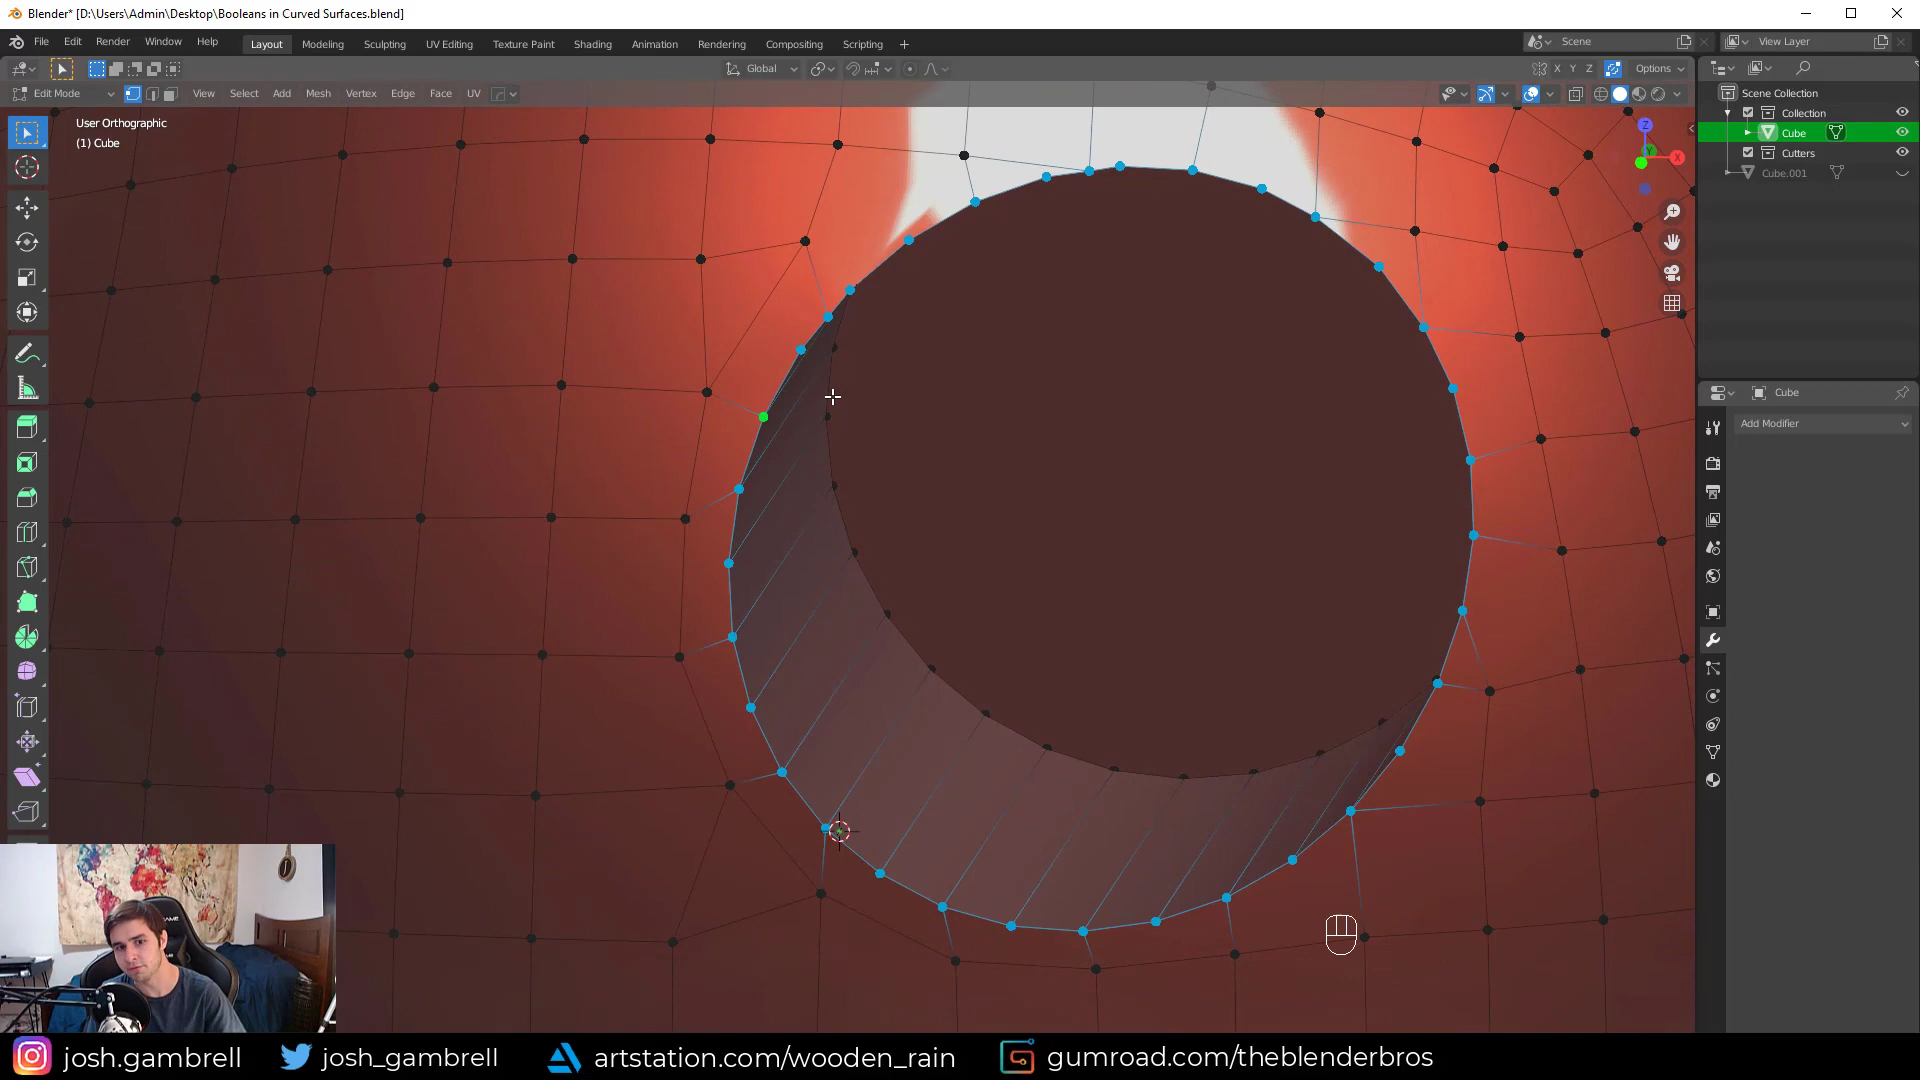 Blender* [D:\Users\Admin\Desktop\Booleans in Curved Surfaces.blend]
File Edit Render Window Help Layout Modeling Sculpting UV Editing Texture Paint Shading Animation Rendering Compositing Scripting + Scene View Layer
Global X Y Z Options
Edit Mode View Select Add Mesh Vertex Edge Face UV
Scene Collection
Collection
Cube
Cutters
Cube.001
User Orthographic
(1) Cube
Z
Y
X
Cube
Add Modifier
josh.gambrell josh_gambrell artstation.com/wooden_rain gumroad.com/theblenderbros